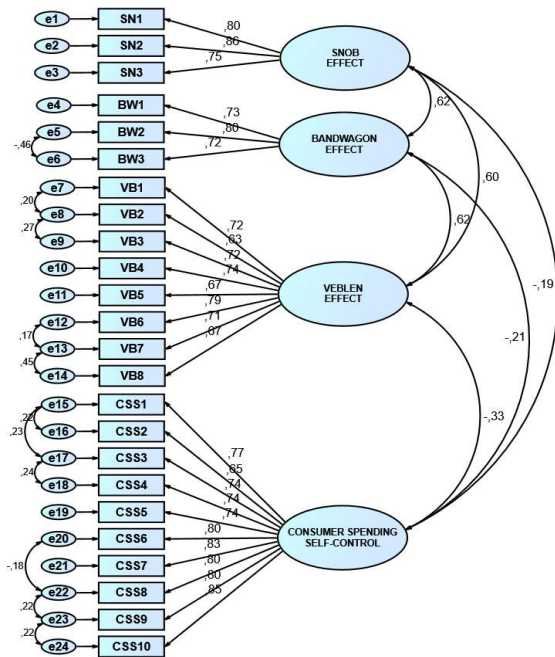 e1 SN1
,80
e2 SN2
,86
e3 SN3
,75
SNOB
EFFECT
e4 BW1
,73
e5 BW2
,80
-,46
e6 BW3
,72
BANDWAGON
EFFECT
,62
,60
,62
-,19
-,21
-,33
e7 VB1
,20
e8 VB2
,27
e9 VB3
e10 VB4
e11 VB5
e12 VB6
,17
e13 VB7
,45
e14 VB8
,72
,63
,72
,74
,67
,79
,71
,67
VEBLEN
EFFECT
e15 CSS1
,22
e16 CSS2
,23
e17 CSS3
,24
e18 CSS4
e19 CSS5
e20 CSS6
e21 CSS7
-,18
e22 CSS8
,22
e23 CSS9
,22
e24 CSS10
,77
,65
,74
,74
,74
,80
,83
,80
,80
,85
CONSUMER SPENDING
SELF-CONTROL